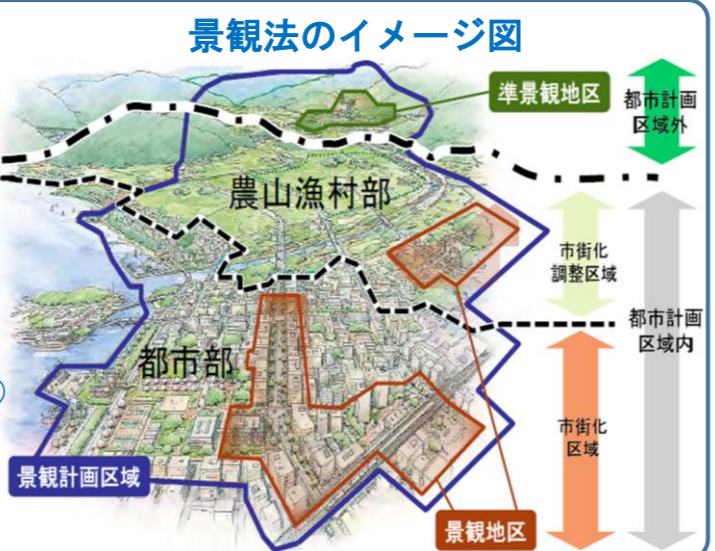 景観法のイメージ図
準景観地区
都市計画
区域外
農山漁村部
市街化
調整区域
都市計画
区域内
都市部
)
市街化
区域
景観計画区域
景観地区